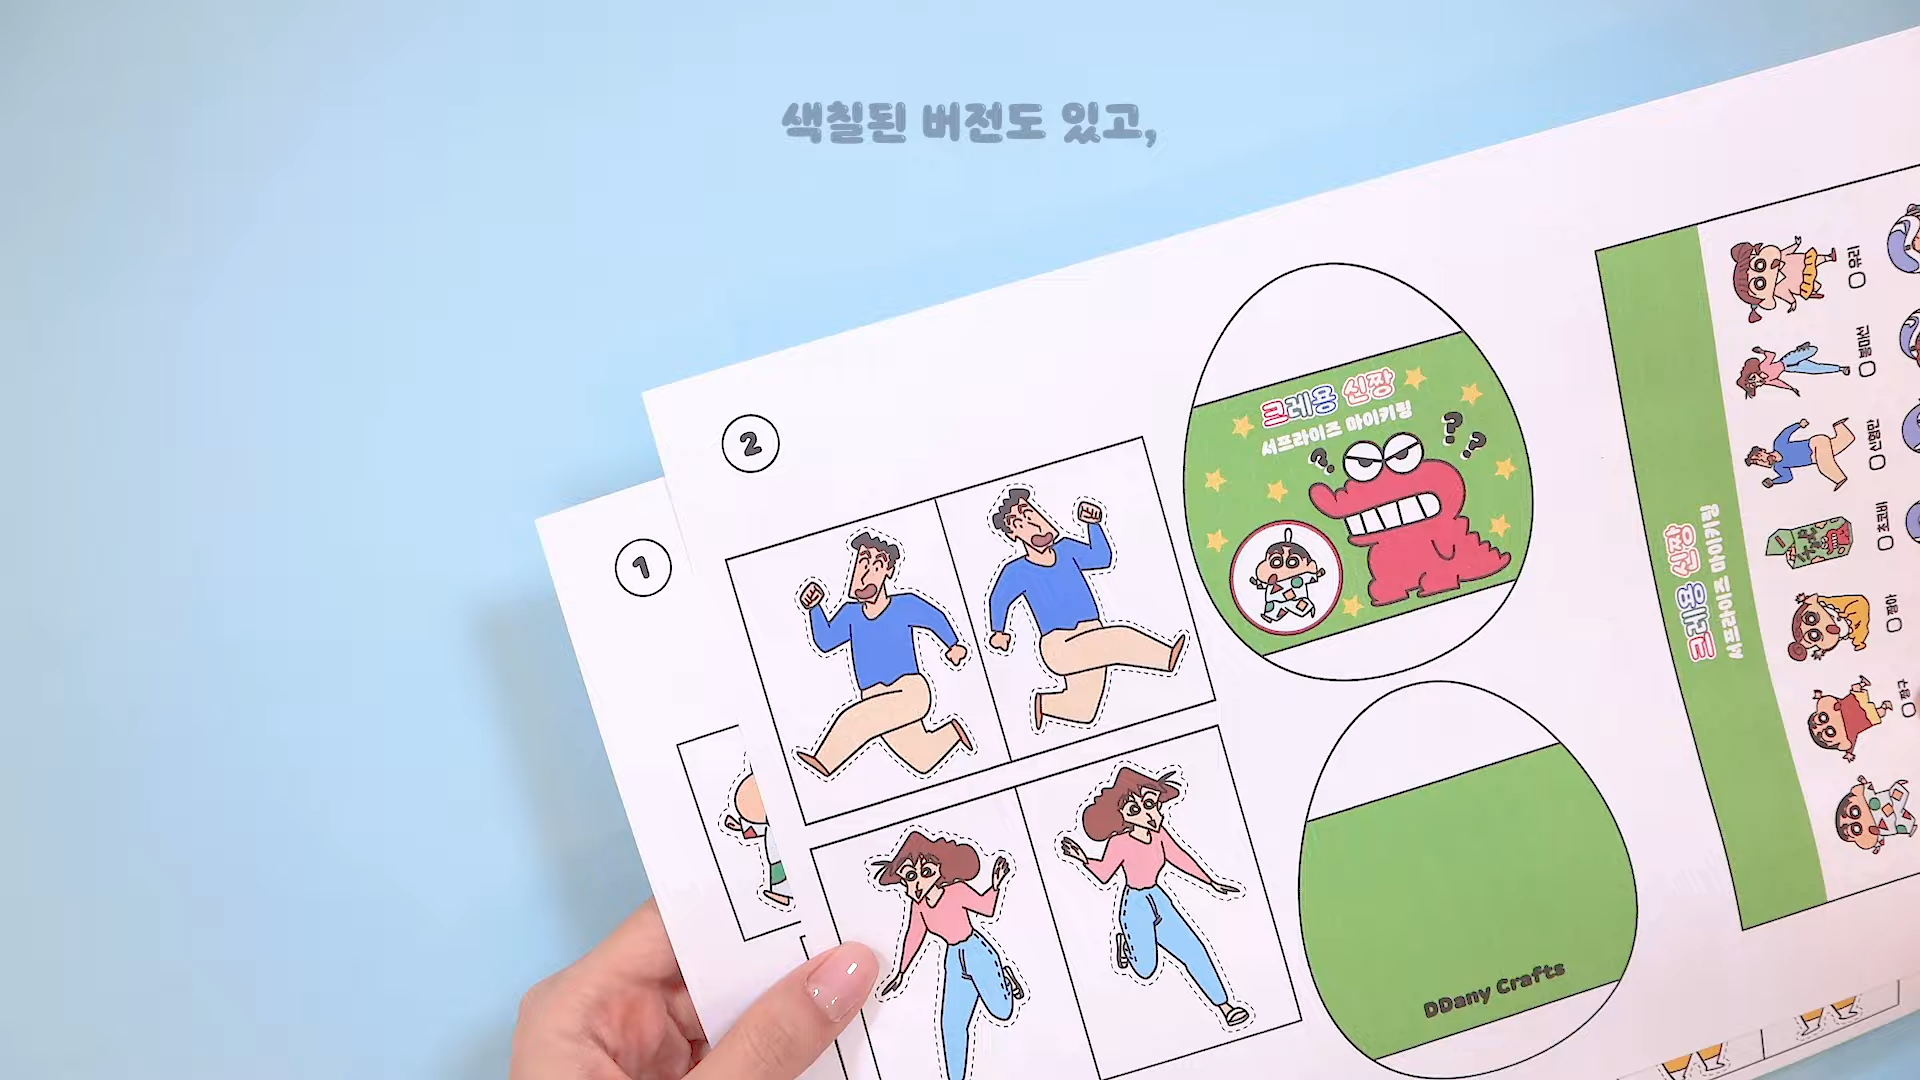 색칠된 버전도 있고,
2
1
크레용 신짱
서프라이즈 마이키링
? ? ?
DDany Crafts
크레용 신짱
서프라이즈 마이키링
유리
봉미선
신영만
초코비
짱아
훈구